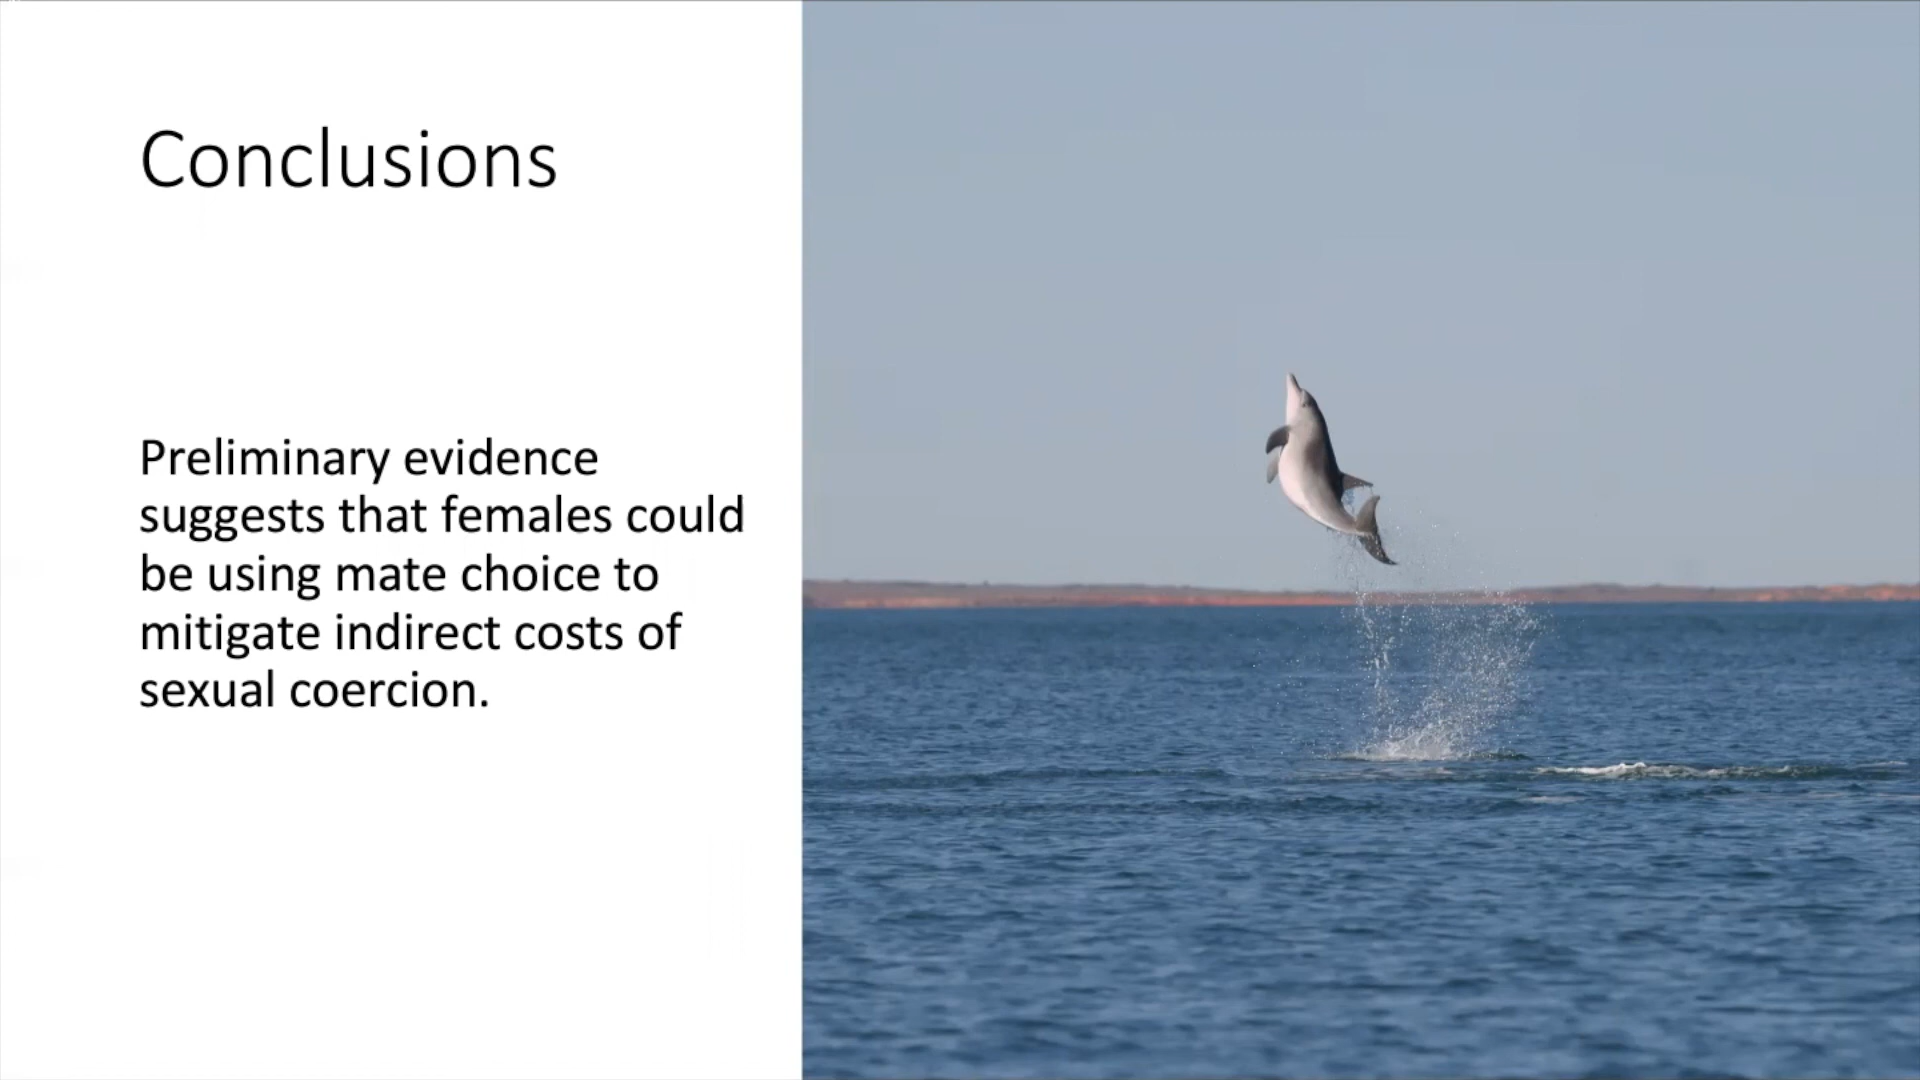 Conclusions
Preliminary evidence
suggests that females could
be using mate choice to
mitigate indirect costs of
sexual coercion.